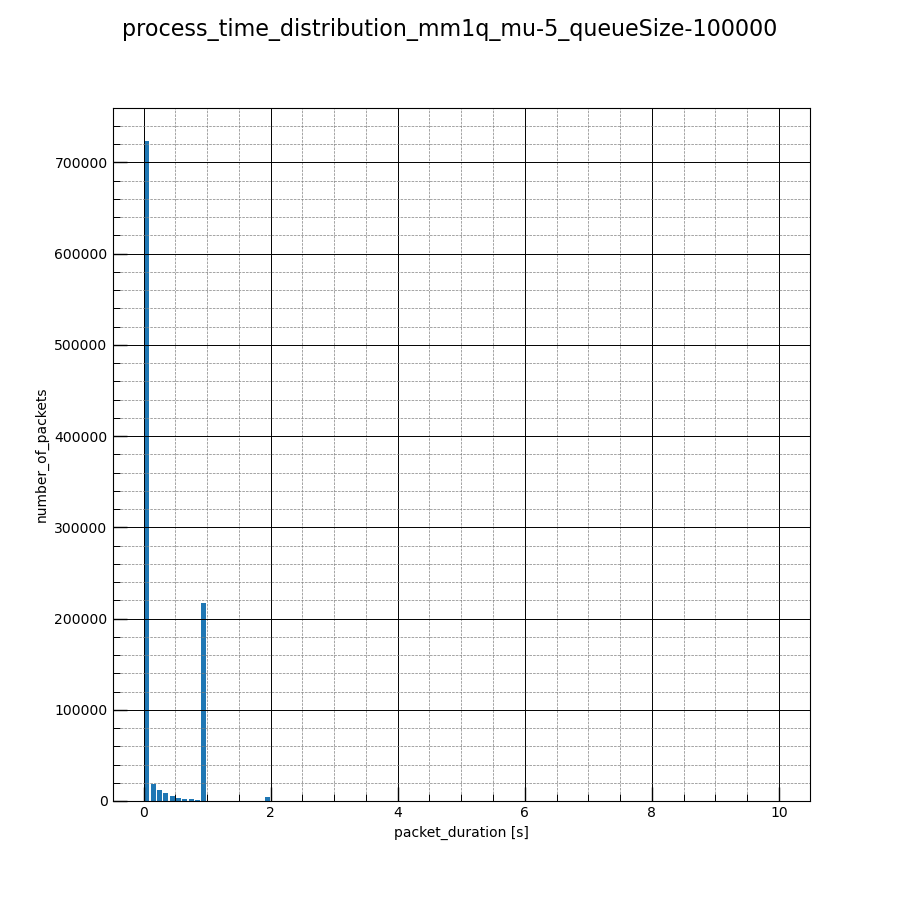 process_time_distribution_mm1q_mu-5_queueSize-100000
700000
600000
500000
400000
300000
200000
100000
0
number_of_packets
0 2 4 6 8 10
packet_duration [s]